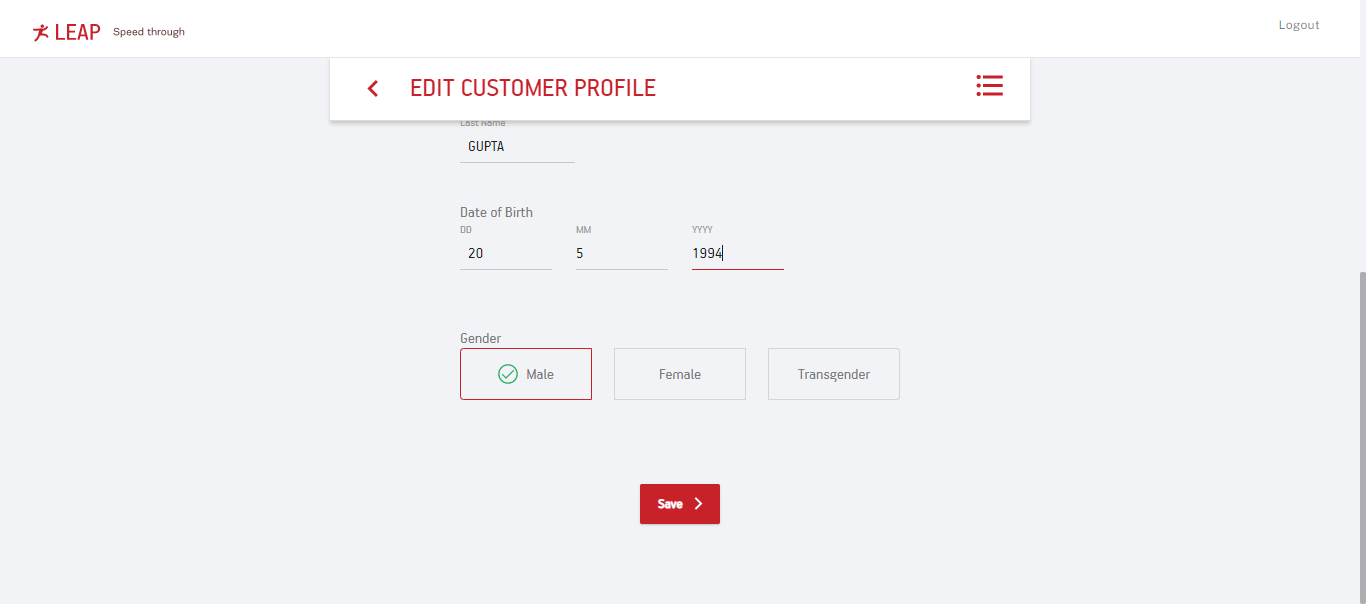 LEAP Speed through
Logout
EDIT CUSTOMER PROFILE
Last Name
GUPTA
Date of Birth
DD MM YYYY
20 5 1994
Gender
Male Female Transgender
Save